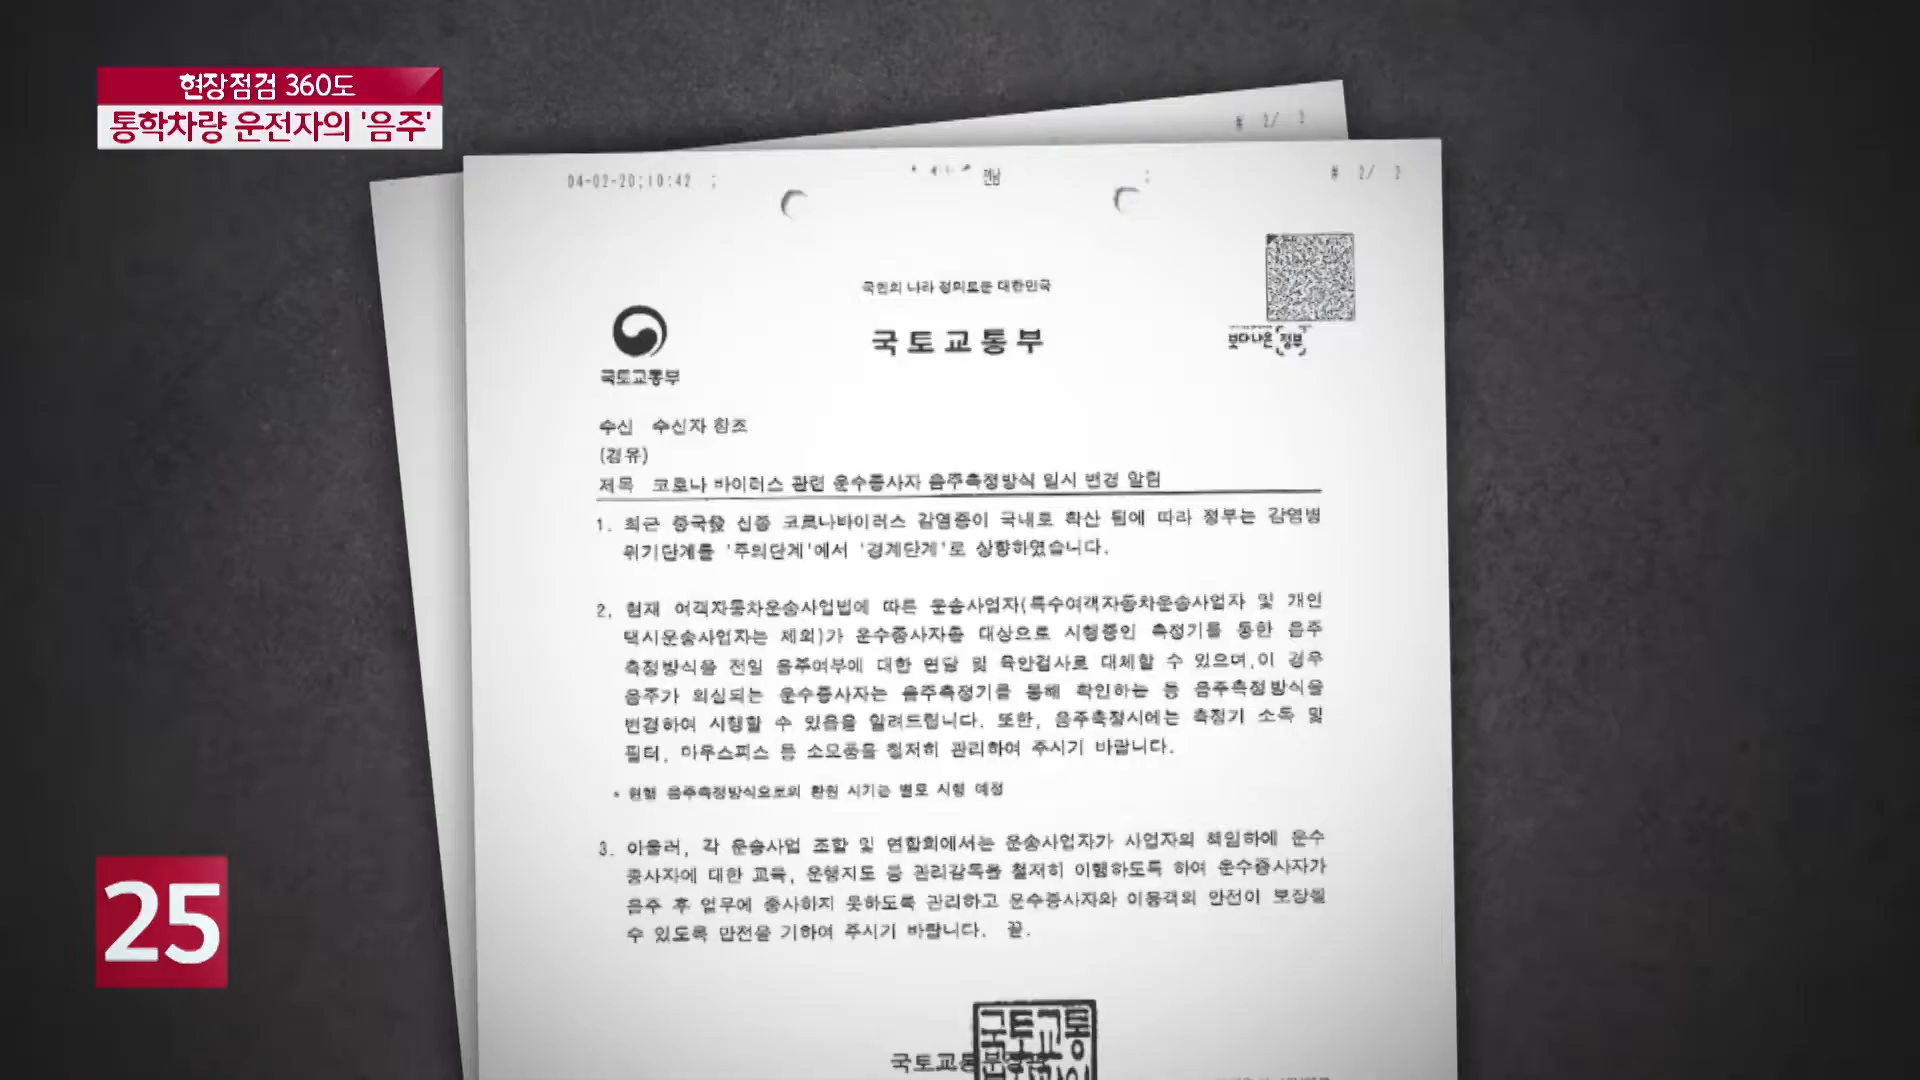 현장점검 360도
통학차량 운전자의 '음주'
# 2/ 2
04-02-20;10:42 ;
전남
:
# 2/ 2
국민의 나라 정의로운 대한민국
국토교통부
보다나은 정부
국토교통부
수신 수신자 참조
(경유)
제목 코로나 바이러스 관련 운수종사자 음주측정방식 일시 변경 알림
1. 최근 중국發 신종 코로나바이러스 감염증이 국내로 확산 됨에 따라 정부는 감염병
위기단계를 '주의단계'에서 '경계단계'로 상향하였습니다.
2. 현재 여객자동차운송사업법에 따른 운송사업자(특수여객자동차운송사업자 및 개인
택시운송사업자는 제외)가 운수종사자를 대상으로 시행중인 측정기를 통한 음주
측정방식을 전일 음주여부에 대한 면담 및 육안검사로 대체할 수 있으며,이 경우
음주가 의심되는 운수종사자는 음주측정기를 통해 확인하는 등 음주측정방식을
변경하여 시행할 수 있음을 알려드립니다. 또한, 음주측정시에는 측정기 소독 및
필터, 마우스피스 등 소모품을 철저히 관리하여 주시기 바랍니다.
* 현행 음주측정방식으로의 환원 시기는 별도 시행 예정
3. 아울러, 각 운송사업 조합 및 연합회에서는 운송사업자가 사업자의 책임하에 운수
종사자에 대한 교육, 운행지도 등 관리감독을 철저히 이행하도록 하여 운수종사자가
음주 후 업무에 종사하지 못하도록 관리하고 운수종사자와 이용객의 안전이 보장될
수 있도록 만전을 기하여 주시기 바랍니다. 끝.
25
국토교통
국토교통부장관